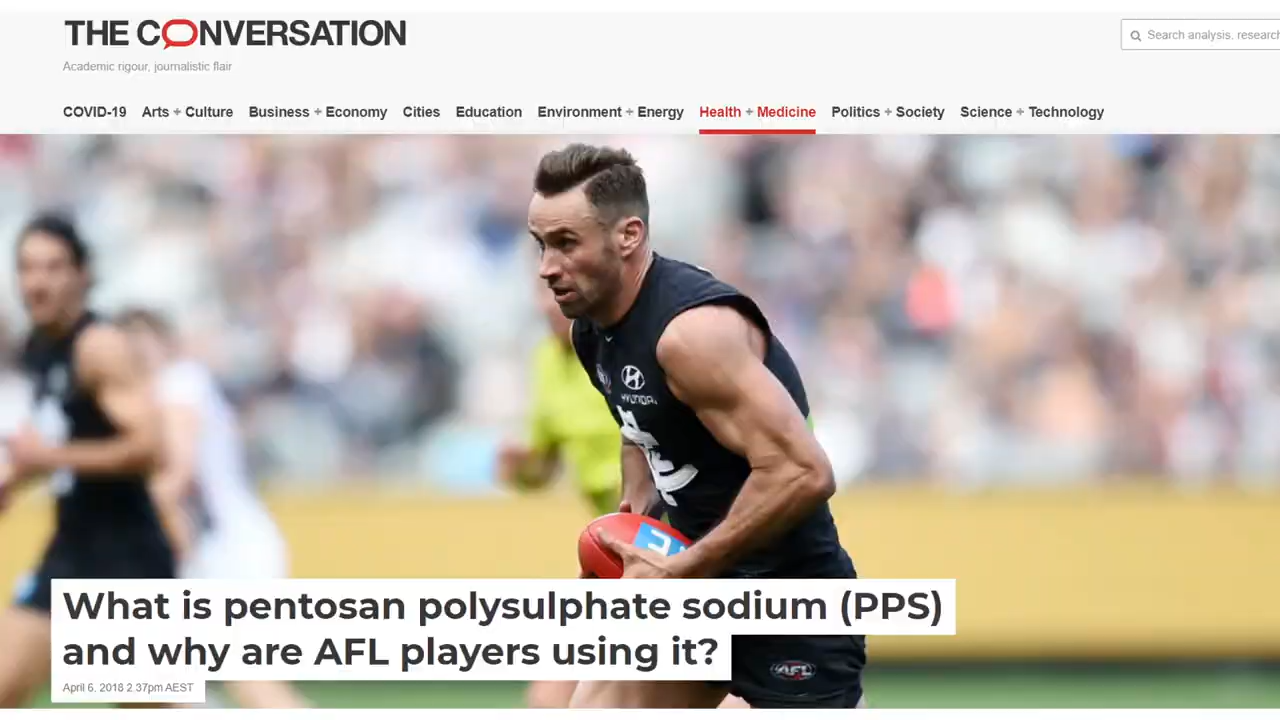 THE CONVERSATION
Search analysis, research
Academic rigour, journalistic flair
COVID-19 Arts + Culture Business + Economy Cities Education Environment + Energy Health + Medicine Politics + Society Science + Technology
HYUNDAI
What is pentosan polysulphate sodium (PPS)
and why are AFL players using it?
April 6, 2018 2.37pm AEST
AFL